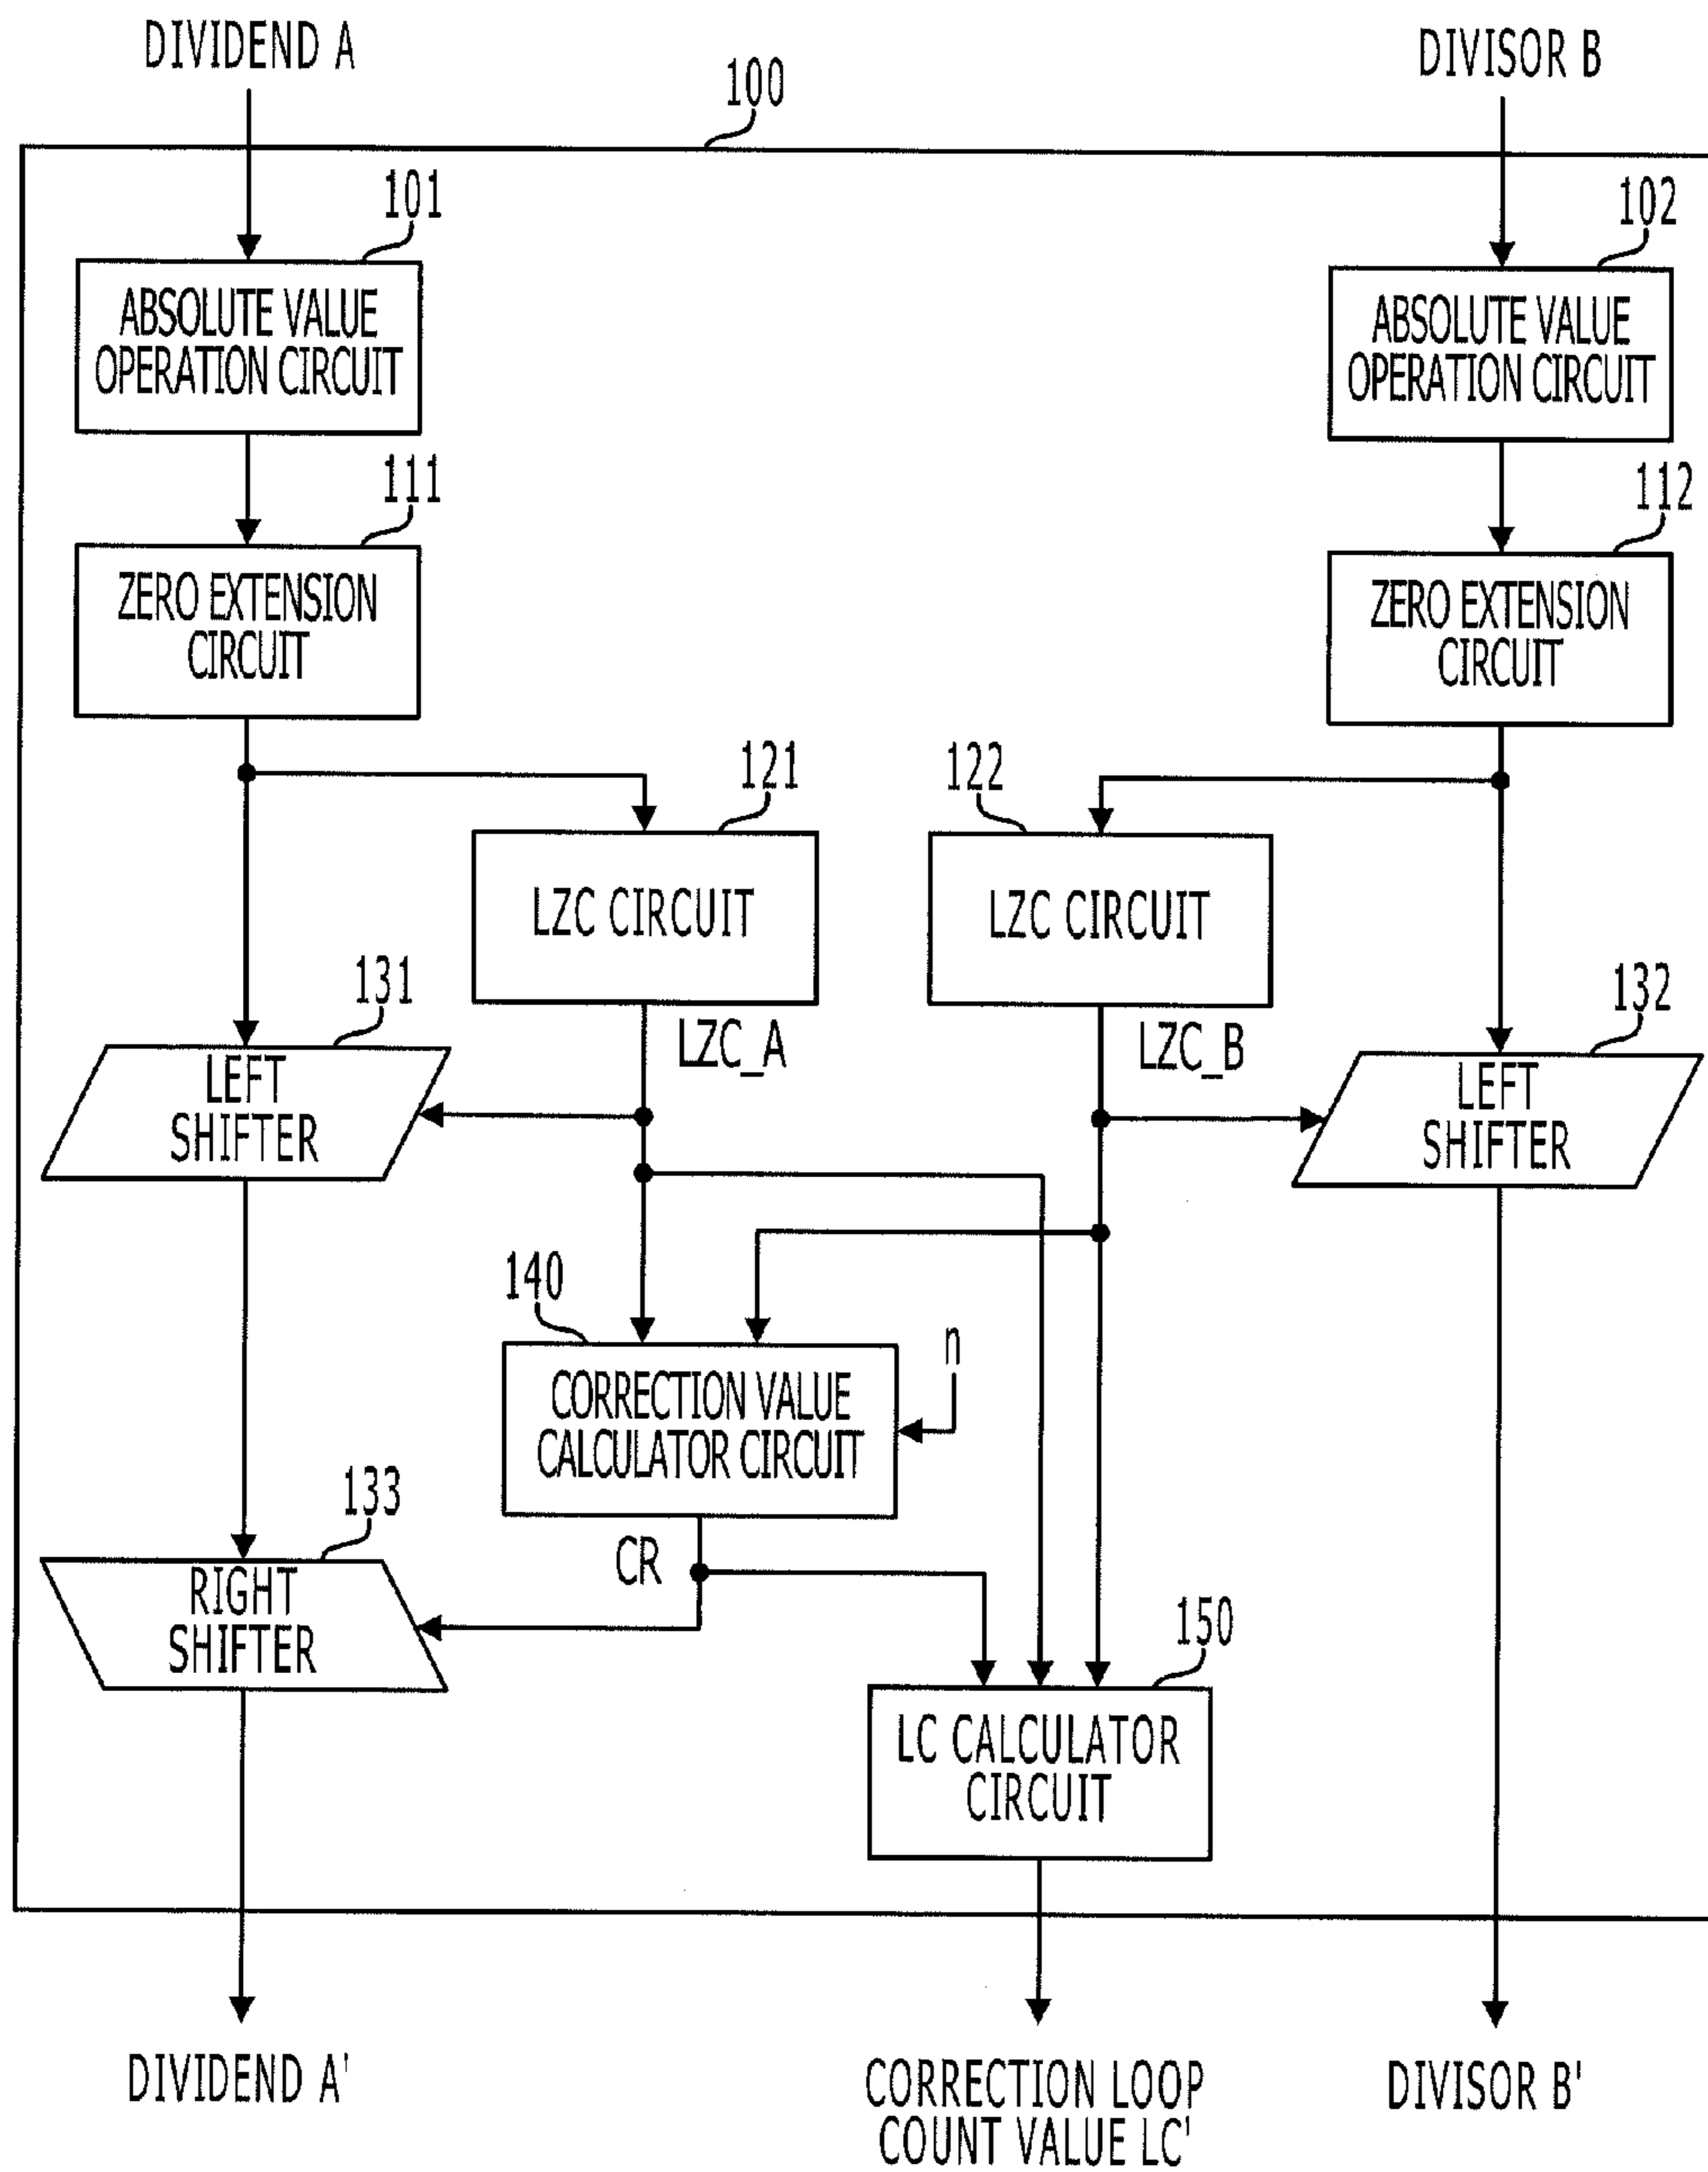 DIVIDEND A
DIVISOR B
100
101
102
ABSOLUTE VALUE
OPERATION CIRCUIT
ABSOLUTE VALUE
OPERATION CIRCUIT
111
112
ZERO EXTENSION
CIRCUIT
ZERO EXTENSION
CIRCUIT
121
122
LZC CIRCUIT
LZC CIRCUIT
131
132
LZC_A
LZC_B
LEFT
SHIFTER
LEFT
SHIFTER
140
n
CORRECTION VALUE
CALCULATOR CIRCUIT
133
CR
RIGHT
SHIFTER
150
LC CALCULATOR
CIRCUIT
DIVIDEND A'
CORRECTION LOOP
COUNT VALUE LC'
DIVISOR B'